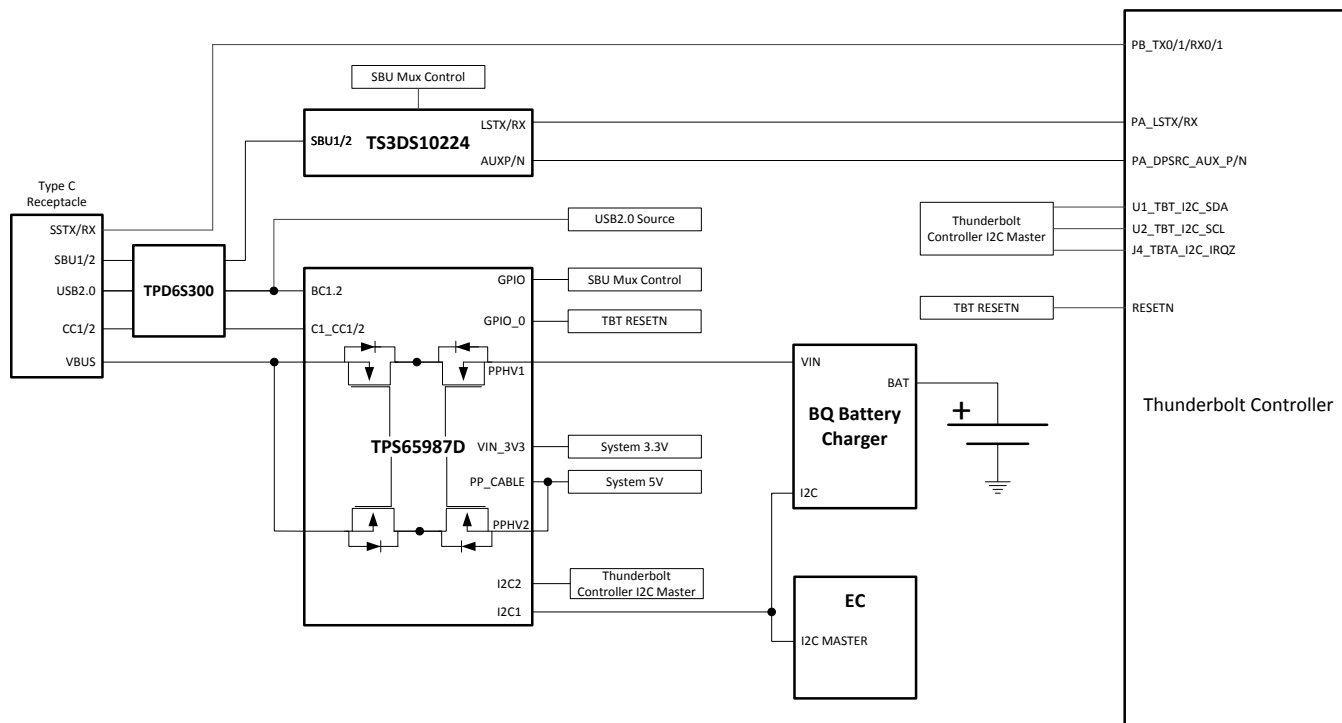 PB_TX0/1/RX0/1
SBU Mux Control
LSTX/RX
PA_LSTX/RX
SBU1/2
TS3DS10224
AUXP/N
PA_DPSRC_AUX_P/N
Type C
Receptacle
SSTX/RX
SBU1/2
USB2.0
CC1/2
VBUS
TPD6S300
USB2.0 Source
Thunderbolt
Controller I2C Master
U1_TBT_I2C_SDA
U2_TBT_I2C_SCL
J4_TBTA_I2C_IRQZ
TBT RESETN
RESETN
Thunderbolt Controller
BC1.2
C1_CC1/2
GPIO
SBU Mux Control
GPIO_0
TBT RESETN
PPHV1
TPS65987D
VIN_3V3
System 3.3V
PP_CABLE
System 5V
PPHV2
I2C2
Thunderbolt
Controller I2C Master
I2C1
VIN
BAT
BQ Battery
Charger
I2C
+
EC
I2C MASTER